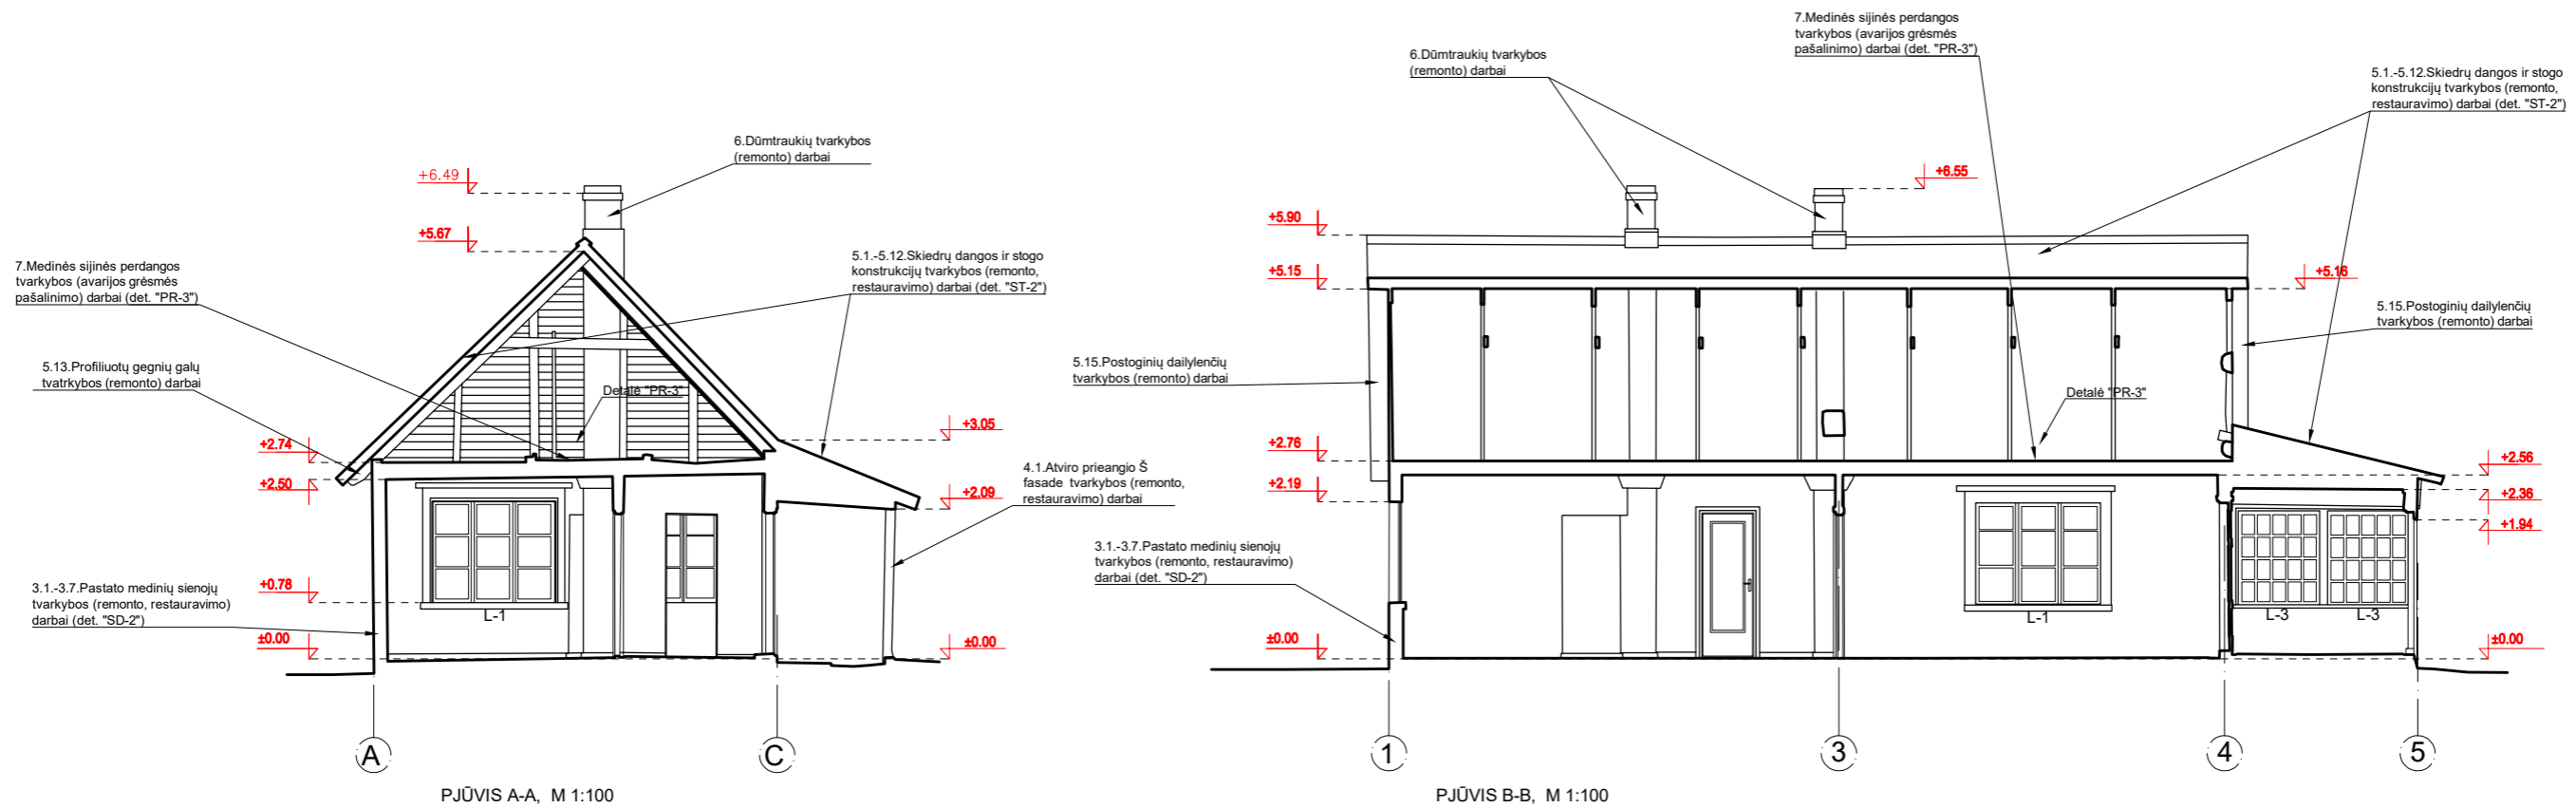 6.Dūmtraukių tvarkybos
(remonto) darbai
+6.49
+5.67
7.Medinės sijinės perdangos
tvarkybos (avarijos grėsmės
pašalinimo) darbai (det. "PR-3")
5.1.-5.12.Skiedrų dangos ir stogo
konstrukcijų tvarkybos (remonto,
restauravimo) darbai (det. "ST-2")
5.13.Profiliuotų gegnių galų
tvatrkybos (remonto) darbai
Detalė "PR-3"
+2.74
+3.05
+2.50
+2.09
4.1.Atviro prieangio Š
fasade tvarkybos (remonto,
restauravimo) darbai
3.1.-3.7.Pastato medinių sienojų
tvarkybos (remonto, restauravimo)
darbai (det. "SD-2")
+0.78
L-1
±0.00
±0.00
A
C
PJŪVIS A-A, M 1:100
7.Medinės sijinės perdangos
tvarkybos (avarijos grėsmės
pašalinimo) darbai (det. "PR-3")
6.Dūmtraukių tvarkybos
(remonto) darbai
5.1.-5.12.Skiedrų dangos ir stogo
konstrukcijų tvarkybos (remonto,
restauravimo) darbai (det. "ST-2")
+6.55
+5.90
+5.15
+5.16
5.15.Postoginių dailylenčių
tvarkybos (remonto) darbai
5.15.Postoginių dailylenčių
tvarkybos (remonto) darbai
Detalė "PR-3"
+2.76
+2.56
+2.19
+2.36
+1.94
3.1.-3.7.Pastato medinių sienojų
tvarkybos (remonto, restauravimo)
darbai (det. "SD-2")
L-1
L-3
L-3
±0.00
±0.00
1
3
4
5
PJŪVIS B-B, M 1:100